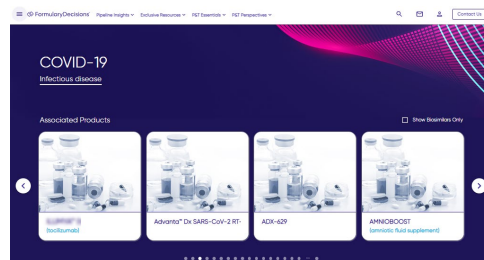 FormularyDecisions Pipeline Insights Exclusive Resources P&T Essentials P&T Perspectives Contact Us
COVID-19
Infectious disease
Associated Products
Show Biosimilars Only
(tocilizumab)
Advanta™ Dx SARS-CoV-2 RT-
ADX-629
AMNIOBOOST
(amniotic fluid supplement)